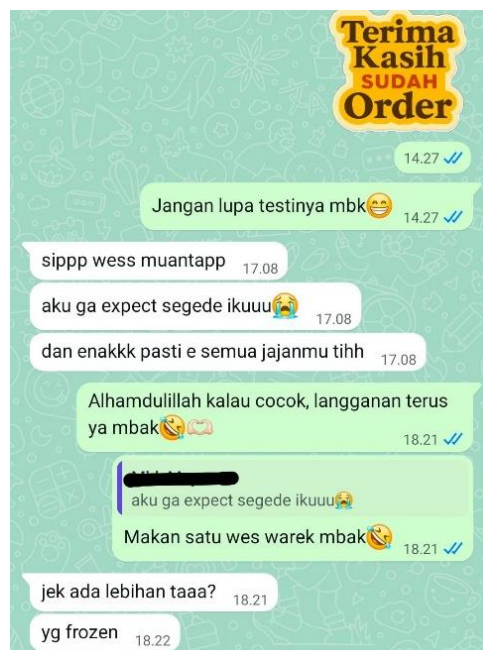 Terima
Kasih
SUDAH
Order
14.27
Jangan lupa testinya mbk😁
14.27
sippp wess muantapp
17.08
aku ga expect segede ikuuu😭
17.08
dan enakkk pasti e semua jajanmu tihh
17.08
Alhamdulillah kalau cocok, langganan terus
ya mbak🤣🫶
18.21
aku ga expect segede ikuuu😭
Makan satu wes warek mbak🤣
18.21
jek ada lebihan taaa?
18.21
yg frozen
18.22